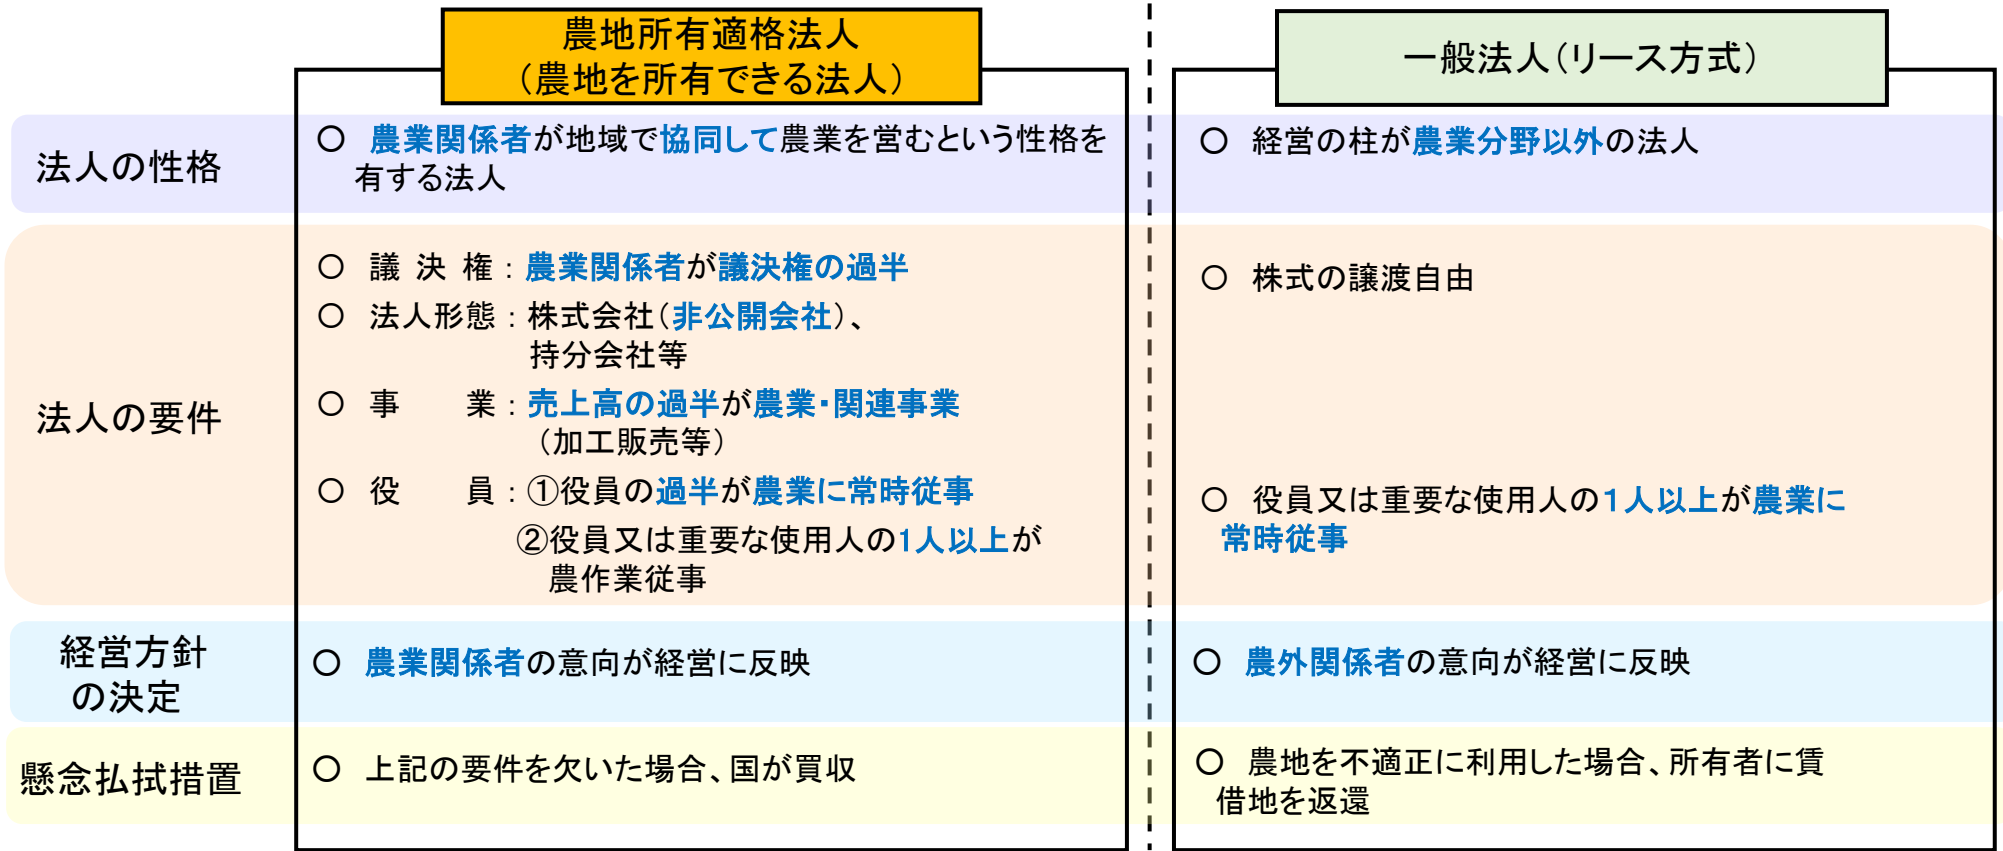 農地所有適格法人
（農地を所有できる法人）
一般法人（リース方式）
法人の性格
○ 農業関係者が地域で協同して農業を営むという性格を
有する法人
○ 経営の柱が農業分野以外の法人
法人の要件
○ 議 決 権：農業関係者が議決権の過半
○ 法人形態：株式会社（非公開会社）、
持分会社等
○ 事　　業：売上高の過半が農業・関連事業
（加工販売等）
○ 役　　員：①役員の過半が農業に常時従事
②役員又は重要な使用人の1人以上が
農作業従事
○ 株式の譲渡自由
○ 役員又は重要な使用人の１人以上が農業に
常時従事
経営方針
の決定
○ 農業関係者の意向が経営に反映
○ 農外関係者の意向が経営に反映
懸念払拭措置
○ 上記の要件を欠いた場合、国が買収
○ 農地を不適正に利用した場合、所有者に賃
借地を返還